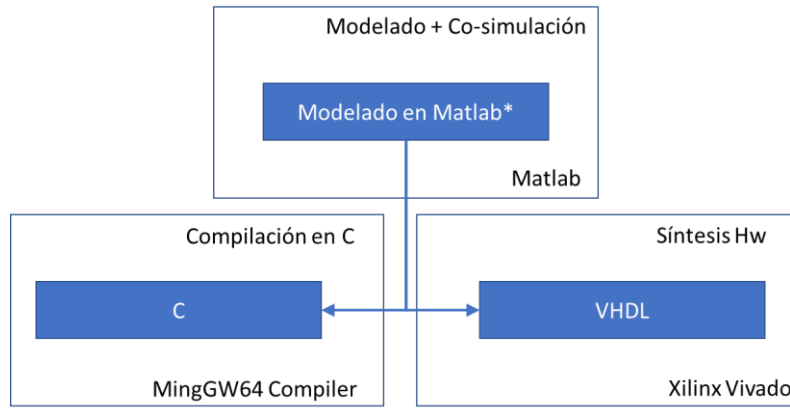 Modelado + Co-simulación
Modelado en Matlab*
Matlab
Compilación en C
C
MingGW64 Compiler
Síntesis Hw
VHDL
Xilinx Vivado